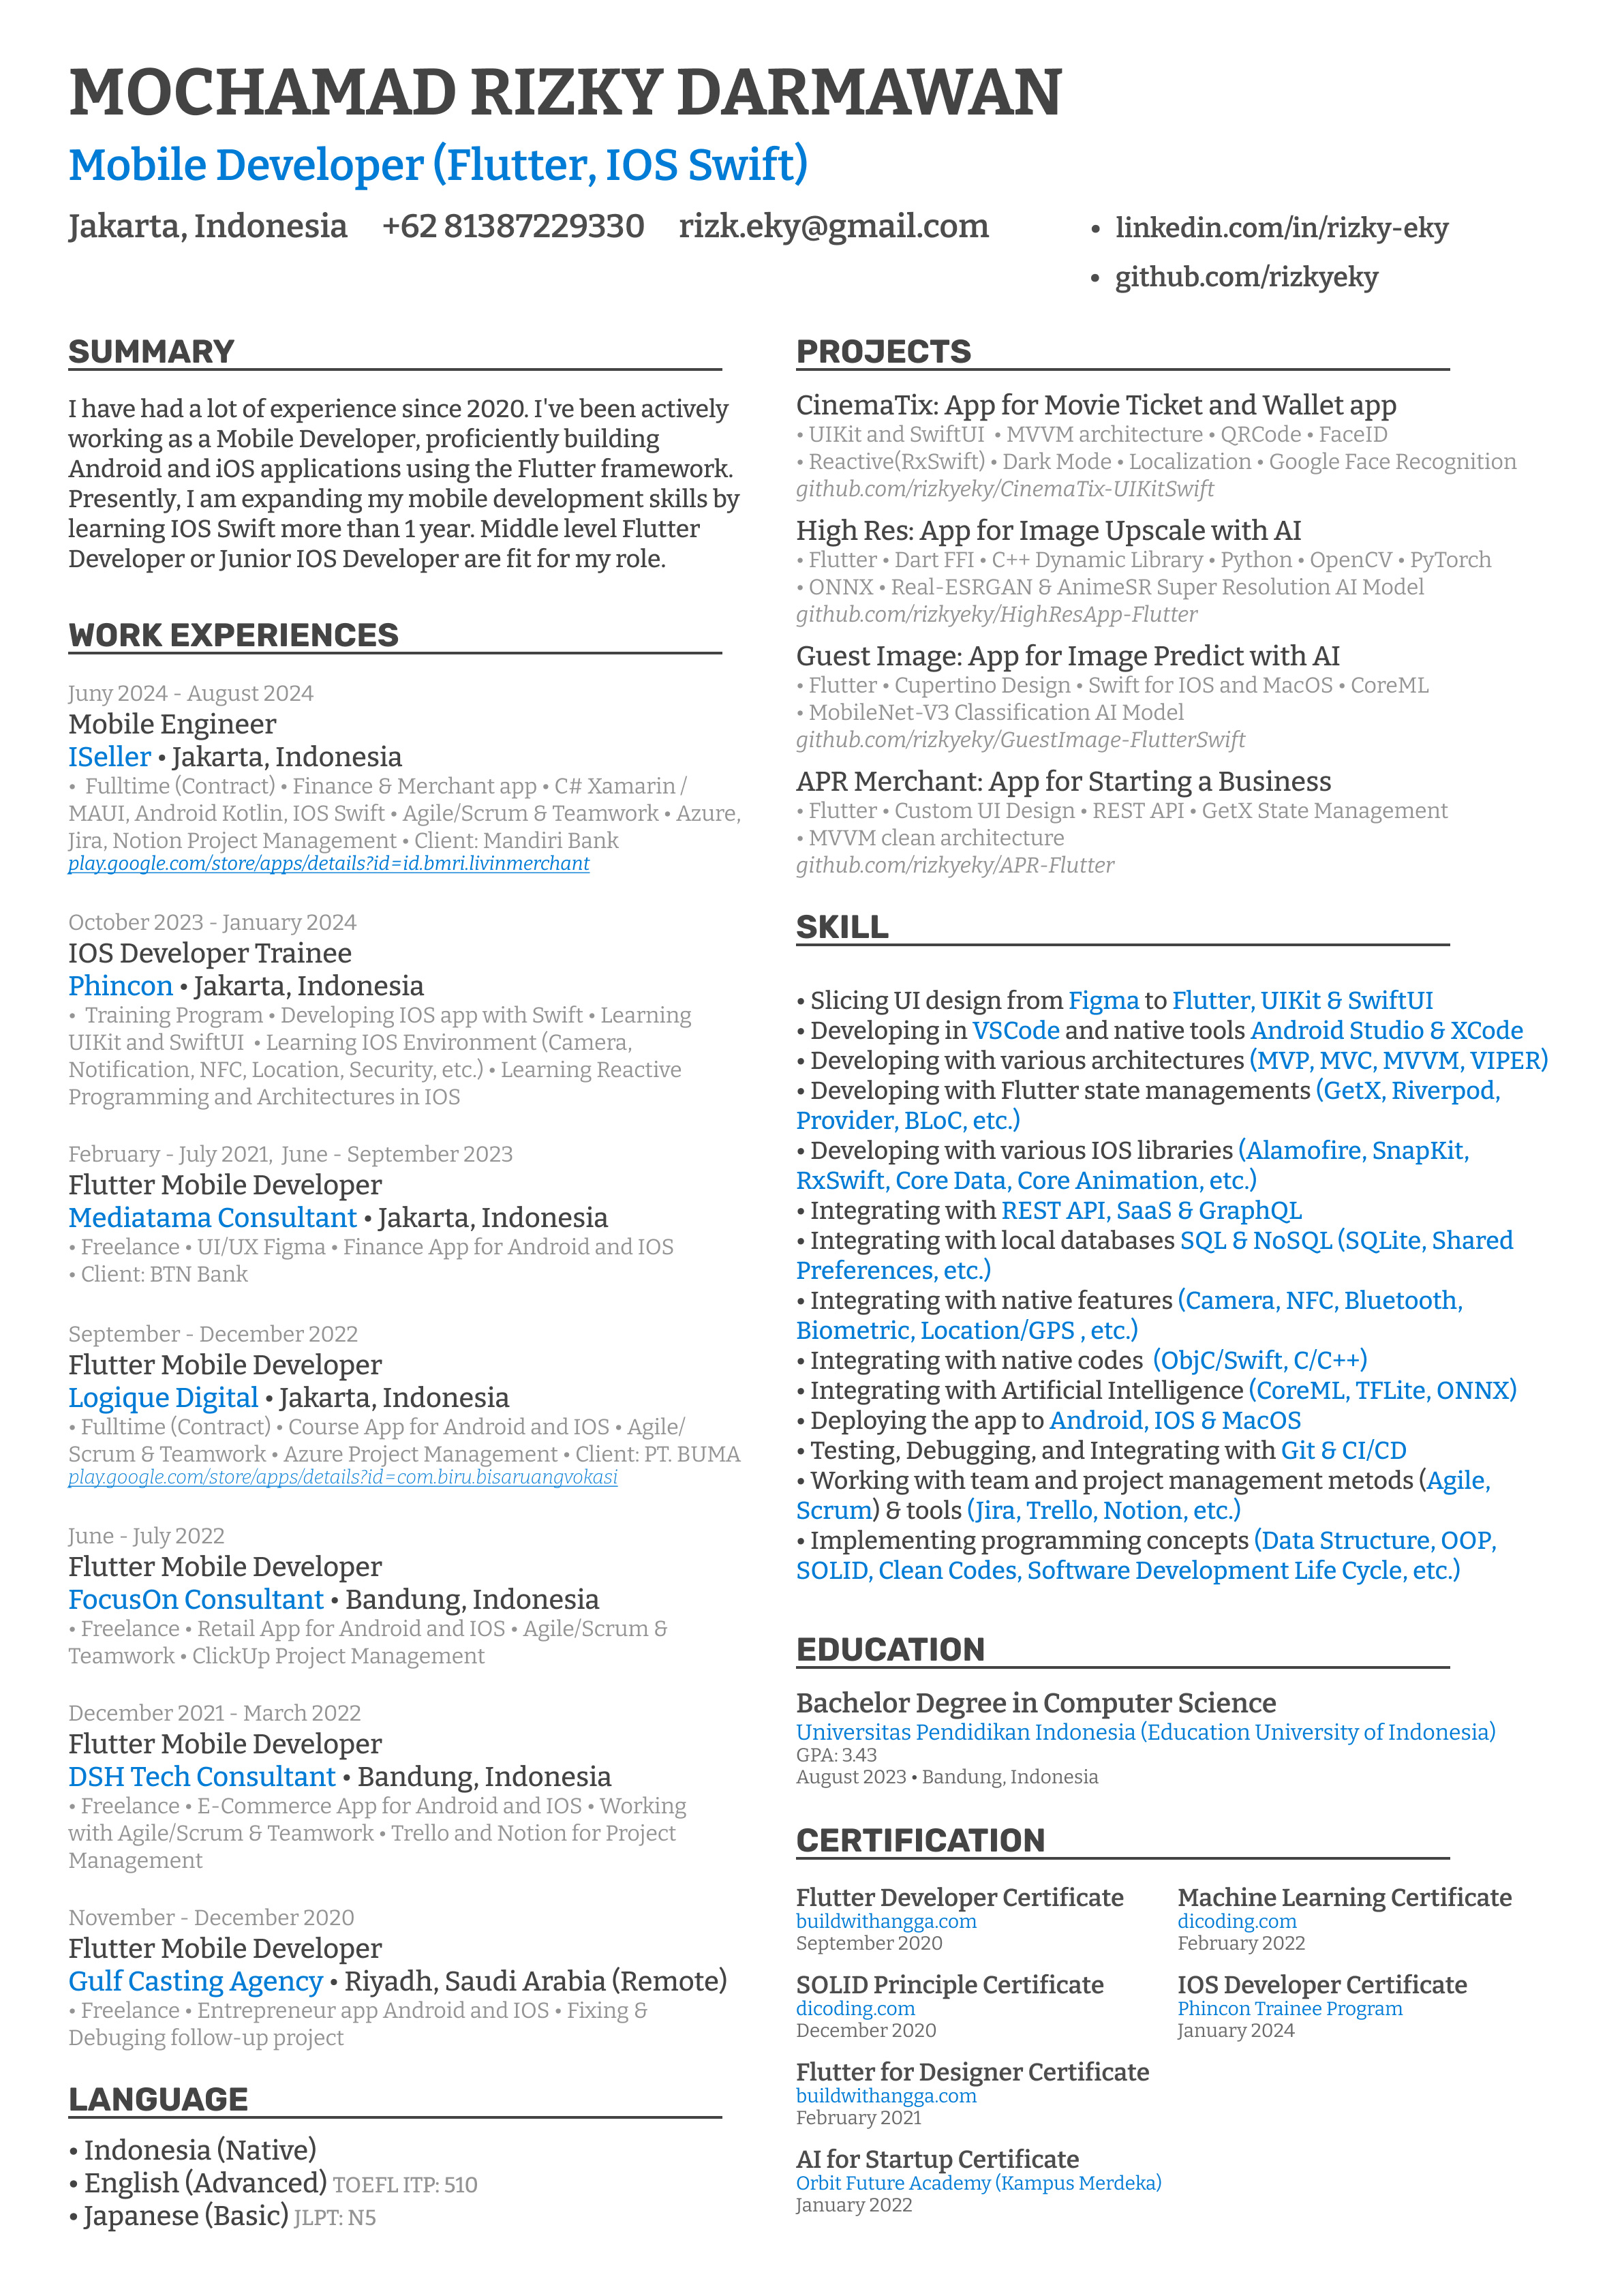 MOCHAMAD RIZKY DARMAWAN
Mobile Developer (Flutter, IOS Swift)
Jakarta, Indonesia +62 81387229330 rizk.eky@gmail.com
• linkedin.com/in/rizky-eky
• github.com/rizkyeky
SUMMARY
I have had a lot of experience since 2020. I've been actively
working as a Mobile Developer, proficiently building
Android and iOS applications using the Flutter framework.
Presently, I am expanding my mobile development skills by
learning IOS Swift more than 1 year. Middle level Flutter
Developer or Junior IOS Developer are fit for my role.
WORK EXPERIENCES
Juny 2024 - August 2024
Mobile Engineer
ISeller • Jakarta, Indonesia
• Fulltime (Contract) • Finance & Merchant app • C# Xamarin /
MAUI, Android Kotlin, IOS Swift • Agile/Scrum & Teamwork • Azure,
Jira, Notion Project Management • Client: Mandiri Bank
play.google.com/store/apps/details?id=id.bmri.livinmerchant
October 2023 - January 2024
IOS Developer Trainee
Phincon • Jakarta, Indonesia
• Training Program • Developing IOS app with Swift • Learning
UIKit and SwiftUI • Learning IOS Environment (Camera,
Notification, NFC, Location, Security, etc.) • Learning Reactive
Programming and Architectures in IOS
February - July 2021, June - September 2023
Flutter Mobile Developer
Mediatama Consultant • Jakarta, Indonesia
• Freelance • UI/UX Figma • Finance App for Android and IOS
• Client: BTN Bank
September - December 2022
Flutter Mobile Developer
Logique Digital • Jakarta, Indonesia
• Fulltime (Contract) • Course App for Android and IOS • Agile/
Scrum & Teamwork • Azure Project Management • Client: PT. BUMA
play.google.com/store/apps/details?id=com.biru.bisaruangvokasi
June - July 2022
Flutter Mobile Developer
FocusOn Consultant • Bandung, Indonesia
• Freelance • Retail App for Android and IOS • Agile/Scrum &
Teamwork • ClickUp Project Management
December 2021 - March 2022
Flutter Mobile Developer
DSH Tech Consultant • Bandung, Indonesia
• Freelance • E-Commerce App for Android and IOS • Working
with Agile/Scrum & Teamwork • Trello and Notion for Project
Management
November - December 2020
Flutter Mobile Developer
Gulf Casting Agency • Riyadh, Saudi Arabia (Remote)
• Freelance • Entrepreneur app Android and IOS • Fixing &
Debuging follow-up project
LANGUAGE
• Indonesia (Native)
• English (Advanced) TOEFL ITP: 510
• Japanese (Basic) JLPT: N5
PROJECTS
CinemaTix: App for Movie Ticket and Wallet app
• UIKit and SwiftUI • MVVM architecture • QRCode • FaceID
• Reactive(RxSwift) • Dark Mode • Localization • Google Face Recognition
github.com/rizkyeky/CinemaTix-UIKitSwift
High Res: App for Image Upscale with AI
• Flutter • Dart FFI • C++ Dynamic Library • Python • OpenCV • PyTorch
• ONNX • Real-ESRGAN & AnimeSR Super Resolution AI Model
github.com/rizkyeky/HighResApp-Flutter
Guest Image: App for Image Predict with AI
• Flutter • Cupertino Design • Swift for IOS and MacOS • CoreML
• MobileNet-V3 Classification AI Model
github.com/rizkyeky/GuestImage-FlutterSwift
APR Merchant: App for Starting a Business
• Flutter • Custom UI Design • REST API • GetX State Management
• MVVM clean architecture
github.com/rizkyeky/APR-Flutter
SKILL
• Slicing UI design from Figma to Flutter, UIKit & SwiftUI
• Developing in VSCode and native tools Android Studio & XCode
• Developing with various architectures (MVP, MVC, MVVM, VIPER)
• Developing with Flutter state managements (GetX, Riverpod,
Provider, BLoC, etc.)
• Developing with various IOS libraries (Alamofire, SnapKit,
RxSwift, Core Data, Core Animation, etc.)
• Integrating with REST API, SaaS & GraphQL
• Integrating with local databases SQL & NoSQL (SQLite, Shared
Preferences, etc.)
• Integrating with native features (Camera, NFC, Bluetooth,
Biometric, Location/GPS , etc.)
• Integrating with native codes (ObjC/Swift, C/C++)
• Integrating with Artificial Intelligence (CoreML, TFLite, ONNX)
• Deploying the app to Android, IOS & MacOS
• Testing, Debugging, and Integrating with Git & CI/CD
• Working with team and project management metods (Agile,
Scrum) & tools (Jira, Trello, Notion, etc.)
• Implementing programming concepts (Data Structure, OOP,
SOLID, Clean Codes, Software Development Life Cycle, etc.)
EDUCATION
Bachelor Degree in Computer Science
Universitas Pendidikan Indonesia (Education University of Indonesia)
GPA: 3.43
August 2023 • Bandung, Indonesia
CERTIFICATION
Flutter Developer Certificate
buildwithangga.com
September 2020
SOLID Principle Certificate
dicoding.com
December 2020
Flutter for Designer Certificate
buildwithangga.com
February 2021
AI for Startup Certificate
Orbit Future Academy (Kampus Merdeka)
January 2022
Machine Learning Certificate
dicoding.com
February 2022
IOS Developer Certificate
Phincon Trainee Program
January 2024